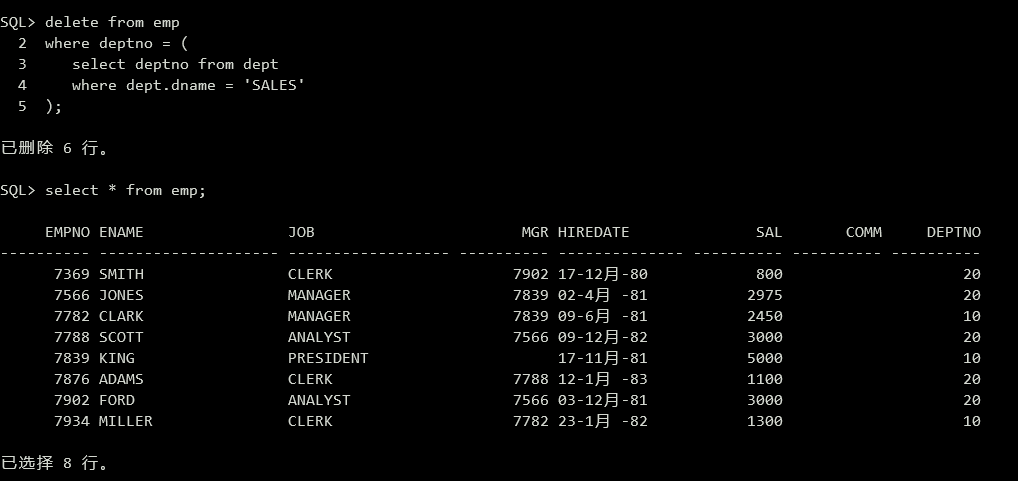 SQL> delete from emp
  2  where deptno = (
  3     select deptno from dept
  4     where dept.dname = 'SALES'
  5  );
已删除 6 行。
SQL> select * from emp;
     EMPNO ENAME                JOB                       MGR HIREDATE              SAL       COMM     DEPTNO
---------- -------------------- ------------------ ---------- -------------- ---------- ---------- ----------
      7369 SMITH                CLERK                    7902 17-12月-80            800                    20
      7566 JONES                MANAGER                  7839 02-4月 -81           2975                    20
      7782 CLARK                MANAGER                  7839 09-6月 -81           2450                    10
      7788 SCOTT                ANALYST                  7566 09-12月-82           3000                    20
      7839 KING                 PRESIDENT                     17-11月-81           5000                    10
      7876 ADAMS                CLERK                    7788 12-1月 -83           1100                    20
      7902 FORD                 ANALYST                  7566 03-12月-81           3000                    20
      7934 MILLER               CLERK                    7782 23-1月 -82           1300                    10
已选择 8 行。